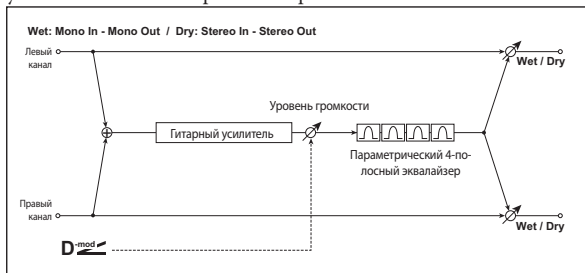 Wet: Mono In - Mono Out / Dry: Stereo In - Stereo Out
Левый
канал
Wet / Dry
Уровень громкости
Гитарный усилитель
Параметрический 4-по-
лосный эквалайзер
Правый
канал
Wet / Dry
D-mod